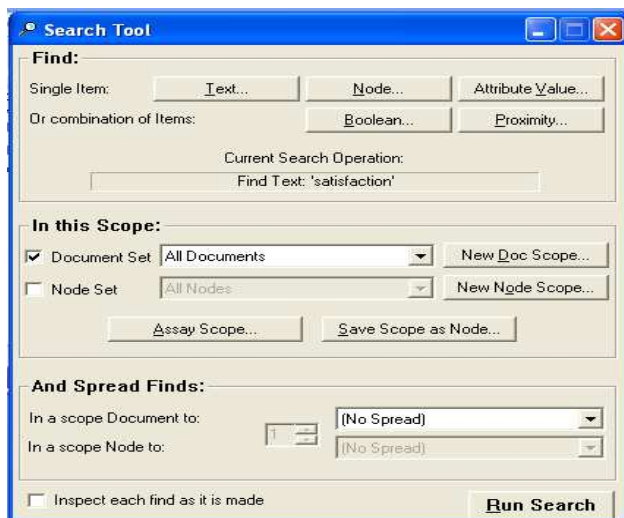 Search Tool
Find:
Single Item: Text... Node... Attribute Value...
Or combination of Items: Boolean... Proximity...
Current Search Operation:
Find Text: 'satisfaction'
In this Scope:
Document Set All Documents New Doc Scope...
Node Set All Nodes New Node Scope...
Assay Scope... Save Scope as Node...
And Spread Finds:
In a scope Document to: (No Spread)
1
In a scope Node to: (No Spread)
Inspect each find as it is made Run Search